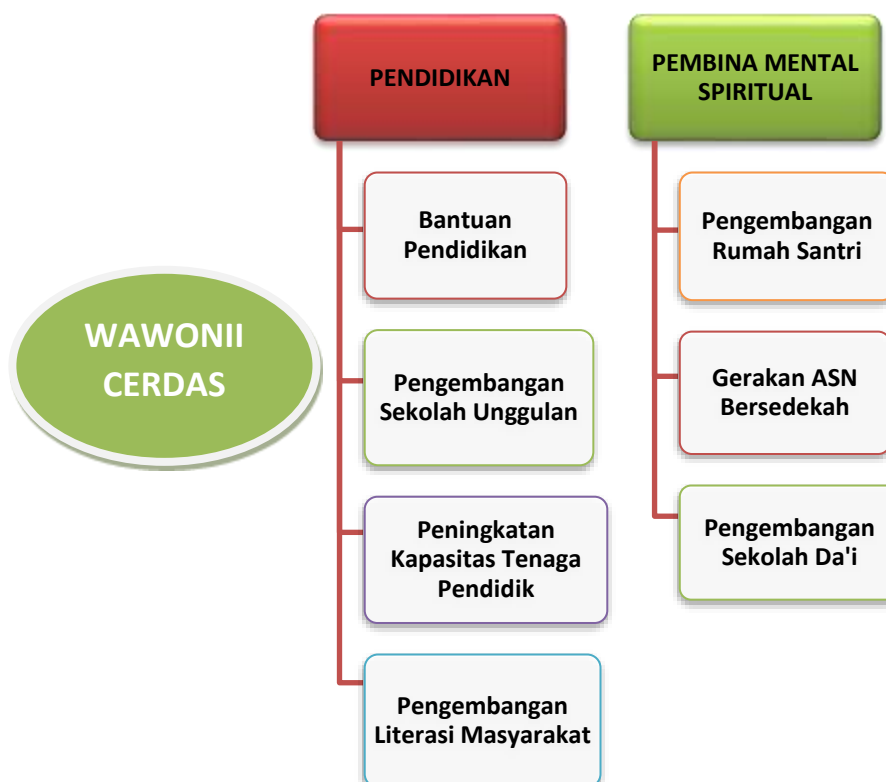 WAWONII
CERDAS
PENDIDIKAN
Bantuan
Pendidikan
Pengembangan
Sekolah Unggulan
Peningkatan
Kapasitas Tenaga
Pendidik
Pengembangan
Literasi Masyarakat
PEMBINA MENTAL
SPIRITUAL
Pengembangan
Rumah Santri
Gerakan ASN
Bersedekah
Pengembangan
Sekolah Da'i